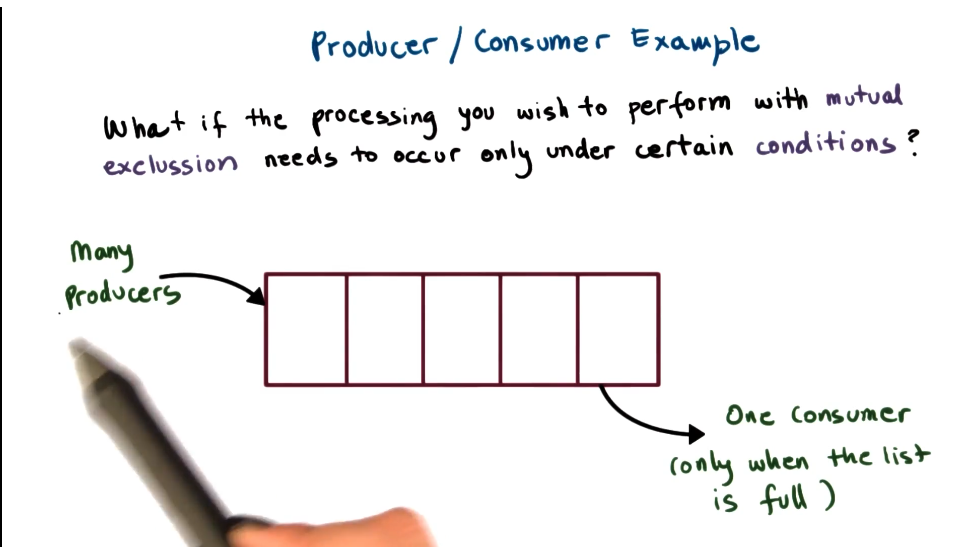 Producer / Consumer Example
What if the processing you wish to perform with mutual
exclussion needs to occur only under certain conditions?
Many
Producers
One Consumer
(only when the list
is full)